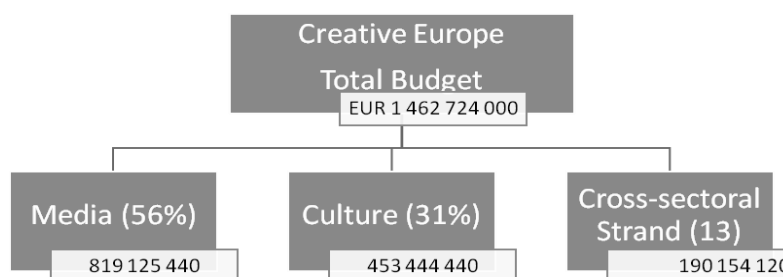 Creative Europe
Total Budget
EUR 1 462 724 000
Media (56%)
819 125 440
Culture (31%)
453 444 440
Cross-sectoral
Strand (13)
190 154 120